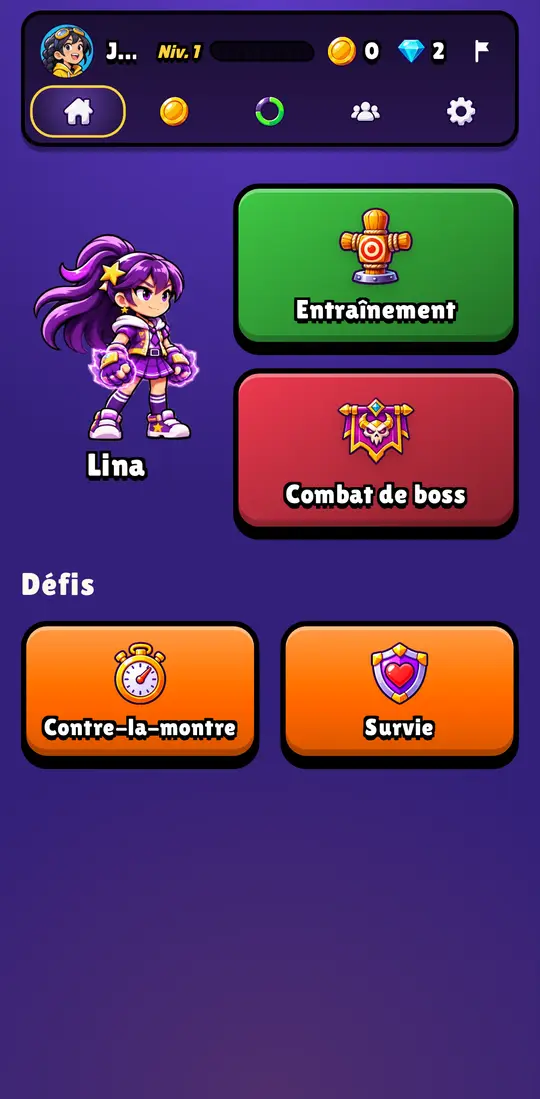 J... Niv. 1 0 2
Entraînement
Combat de boss
Lina
Défis
Contre-la-montre
Survie